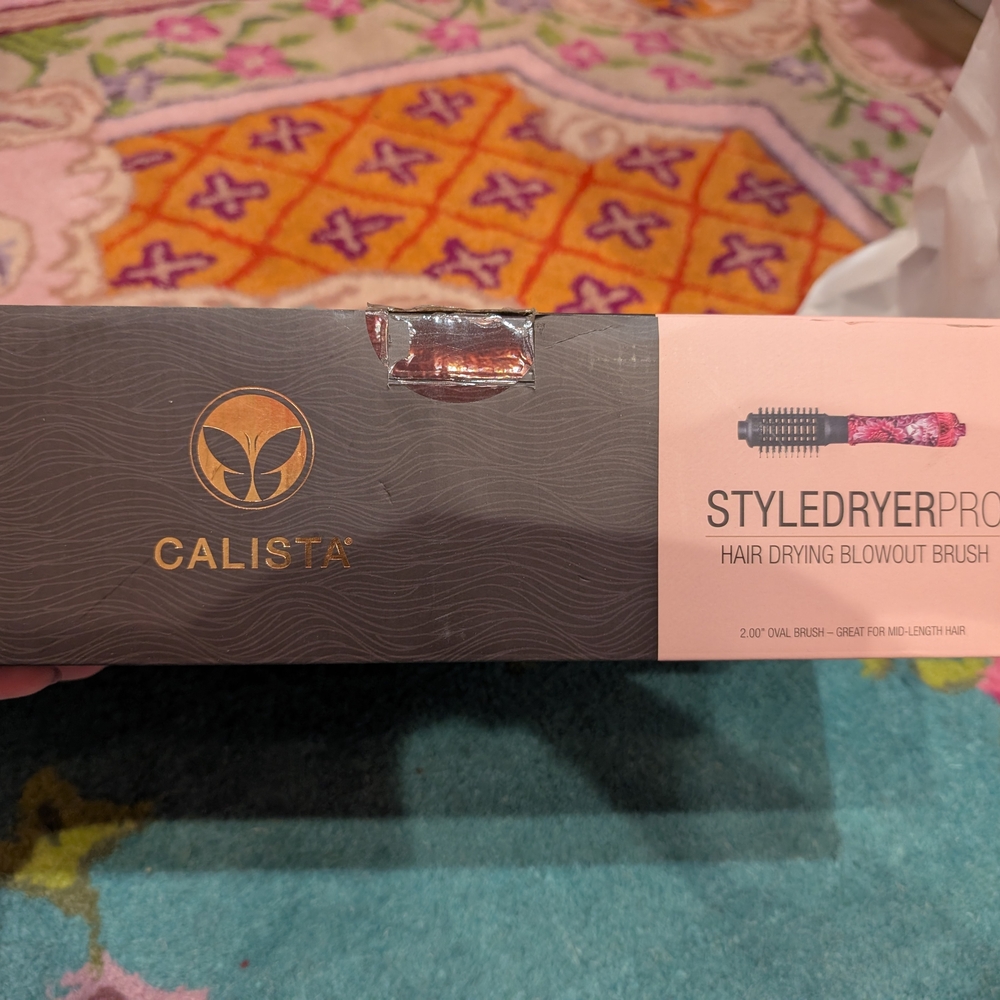 CALISTA®
STYLEDRYERPRO
HAIR DRYING BLOWOUT BRUSH
2.00" OVAL BRUSH – GREAT FOR MID-LENGTH HAIR